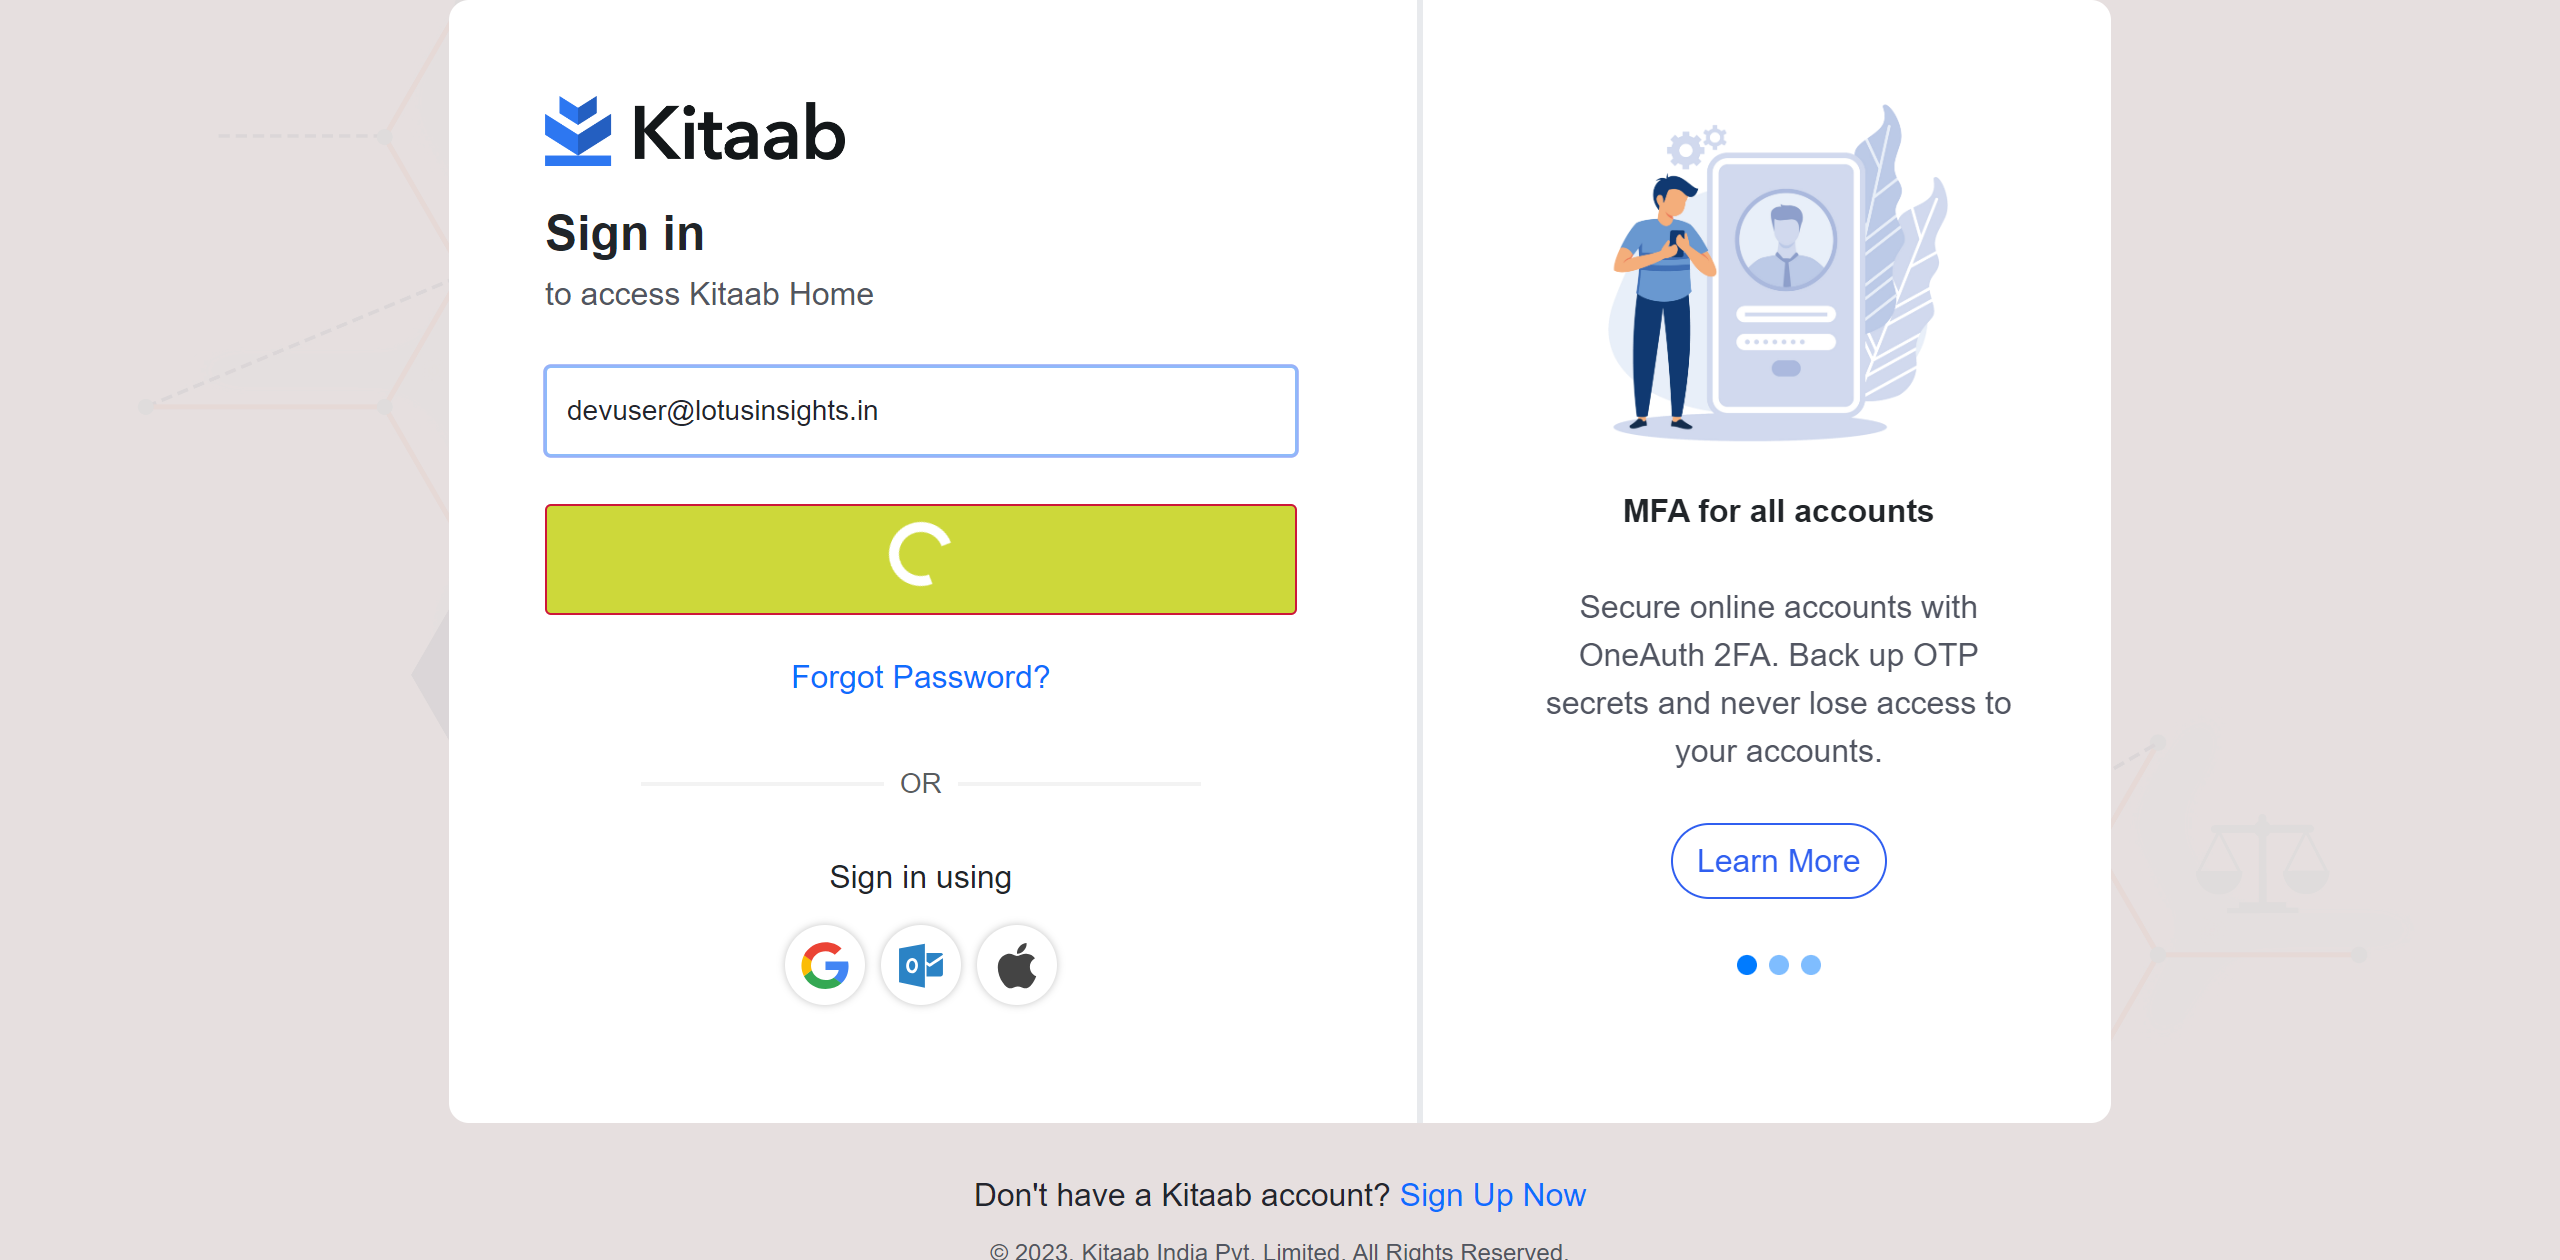 Kitaab
Sign in
to access Kitaab Home
devuser@lotusinsights.in
Forgot Password?
OR
Sign in using
MFA for all accounts
Secure online accounts with
OneAuth 2FA. Back up OTP
secrets and never lose access to
your accounts.
Learn More
Don't have a Kitaab account? Sign Up Now
© 2023, Kitaab India Pvt. Limited. All Rights Reserved.